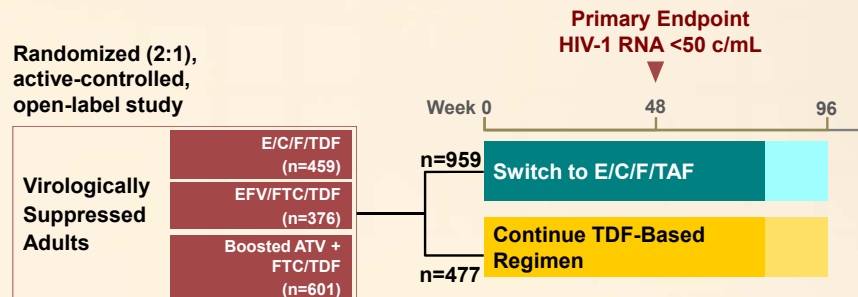 Primary Endpoint
HIV-1 RNA <50 c/mL
Randomized (2:1),
active-controlled,
open-label study
Week 0 48 96
E/C/F/TDF
(n=459)
Virologically
Suppressed
Adults
EFV/FTC/TDF
(n=376)
Boosted ATV +
FTC/TDF
(n=601)
n=959
Switch to E/C/F/TAF
Continue TDF-Based
Regimen
n=477